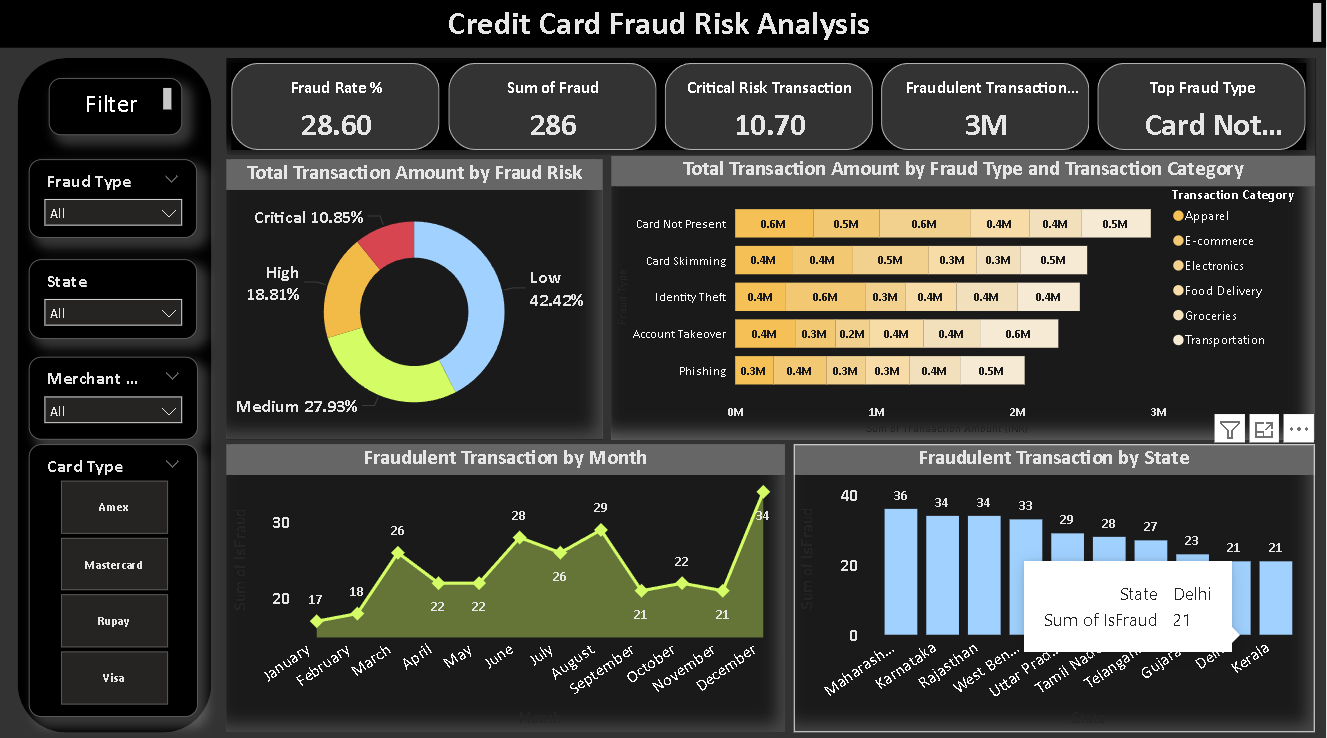 Credit Card Fraud Risk Analysis
Filter
Fraud Type
All
State
All
Merchant ...
All
Card Type
Amex
Mastercard
Rupay
Visa
Fraud Rate %
28.60
Sum of Fraud
286
Critical Risk Transaction
10.70
Fraudulent Transaction...
3M
Top Fraud Type
Card Not...
Total Transaction Amount by Fraud Risk
Critical 10.85%
High
18.81%
Low
42.42%
Medium 27.93%
Total Transaction Amount by Fraud Type and Transaction Category
Fraud Type
Card Not Present 0.6M 0.5M 0.6M 0.4M 0.4M 0.5M
Card Skimming 0.4M 0.4M 0.5M 0.3M 0.3M 0.5M
Identity Theft 0.4M 0.6M 0.3M 0.4M 0.4M 0.4M
Account Takeover 0.4M 0.3M 0.2M 0.4M 0.4M 0.6M
Phishing 0.3M 0.4M 0.3M 0.3M 0.4M 0.5M
0M 1M 2M 3M
Sum of Transaction Amount (INR)
Transaction Category
Apparel
E-commerce
Electronics
Food Delivery
Groceries
Transportation
Fraudulent Transaction by Month
Sum of IsFraud
30
20
17 18 26 22 22 28 26 29 21 22 21 34
January February March April May June July August September October November December
Month
Fraudulent Transaction by State
Sum of IsFraud
40
20
0
36 34 34 33 29 28 27 23 21 21
Maharash... Karnataka Rajasthan West Ben... Uttar Prad... Tamil Nadu Telangan Gujara Delh Kerala
State
State Delhi
Sum of IsFraud 21